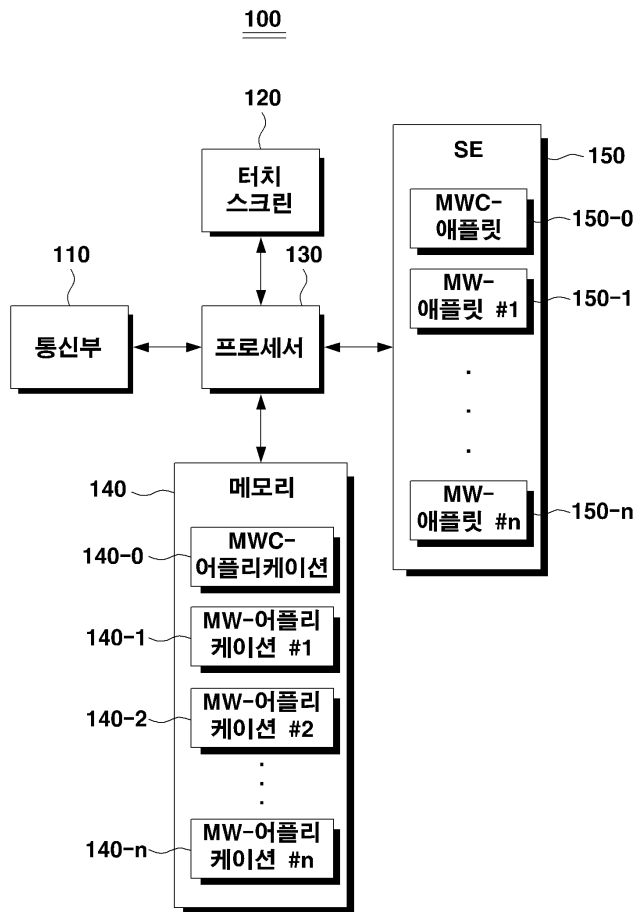 100
120
터치
스크린
SE
150
MWC-
애플릿
150-0
110
130
MW-
애플릿 #1
150-1
통신부
프로세서
.
.
.
140
메모리
MW-
애플릿 #n
150-n
140-0
MWC-
어플리케이션
140-1
MW-어플리
케이션 #1
140-2
MW-어플리
케이션 #2
.
.
.
140-n
MW-어플리
케이션 #n